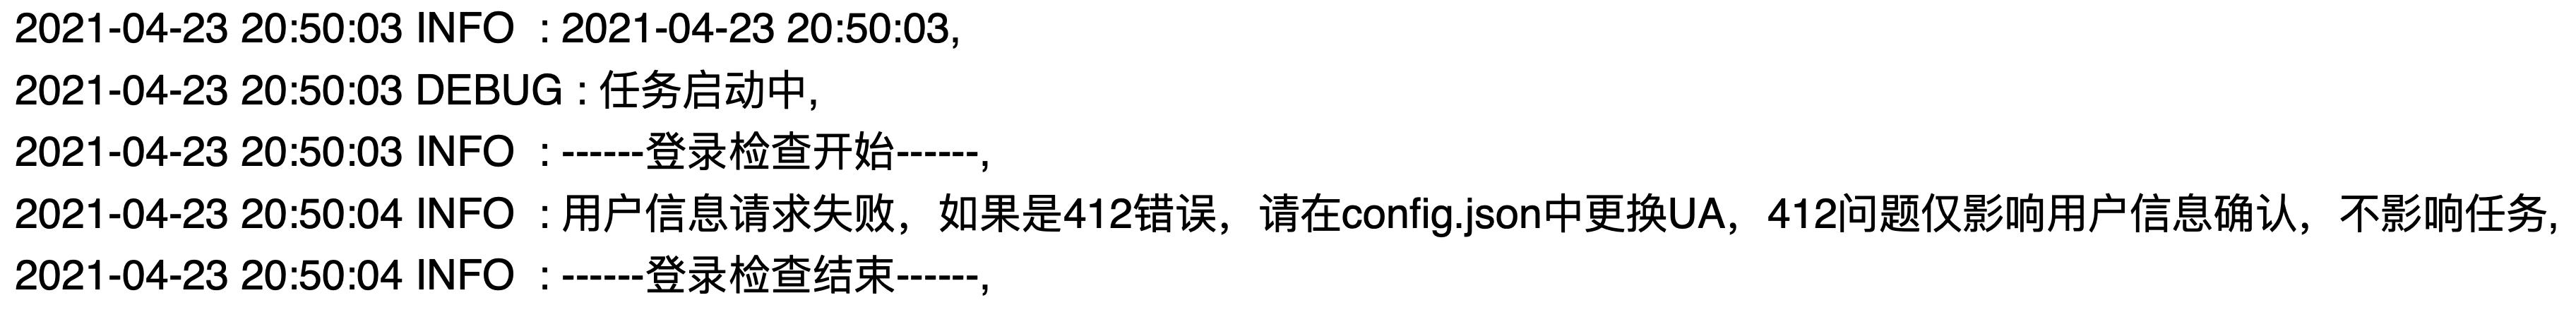 2021-04-23 20:50:03 INFO  : 2021-04-23 20:50:03,
2021-04-23 20:50:03 DEBUG : 任务启动中,
2021-04-23 20:50:03 INFO  : ------登录检查开始------,
2021-04-23 20:50:04 INFO  : 用户信息请求失败，如果是412错误，请在config.json中更换UA，412问题仅影响用户信息确认，不影响任务,
2021-04-23 20:50:04 INFO  : ------登录检查结束------,